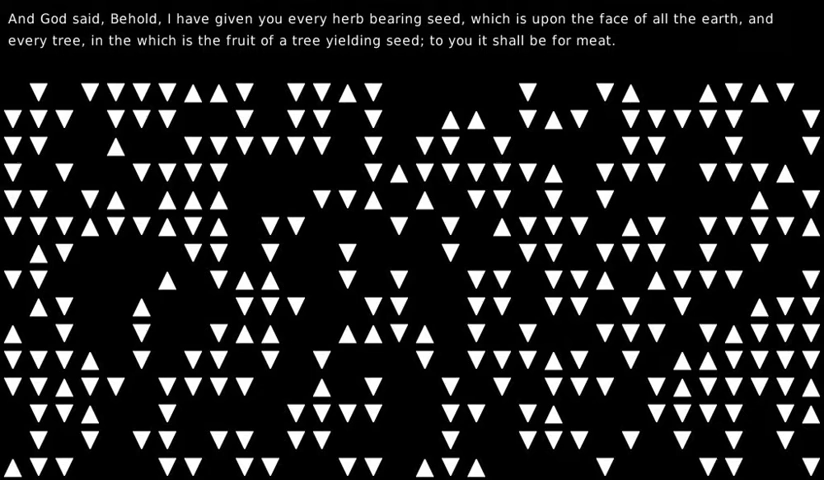 And God said, Behold, I have given you every herb bearing seed, which is upon the face of all the earth, and
every tree, in the which is the fruit of a tree yielding seed; to you it shall be for meat.